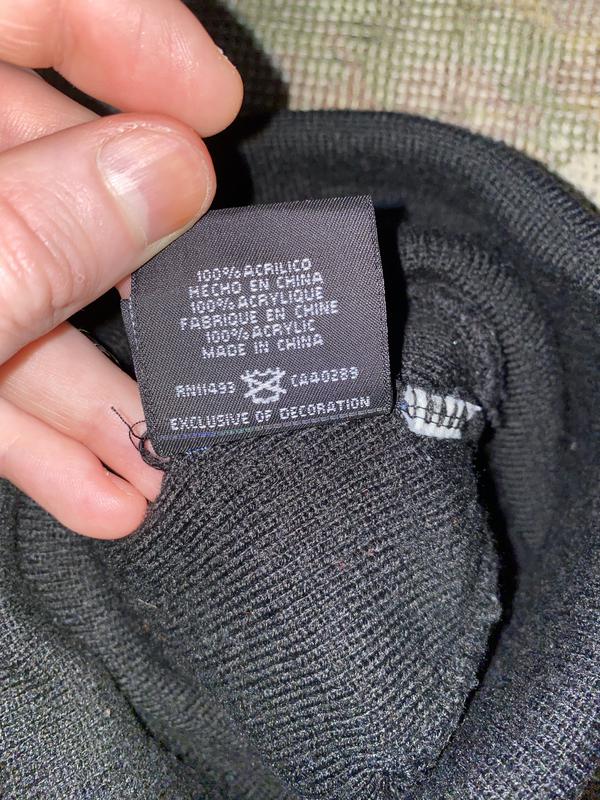 100% ACRILICO
HECHO EN CHINA
100% ACRYLIQUE
FABRIQUE EN CHINE
100% ACRYLIC
MADE IN CHINA
RN11493 CA40289
EXCLUSIVE OF DECORATION